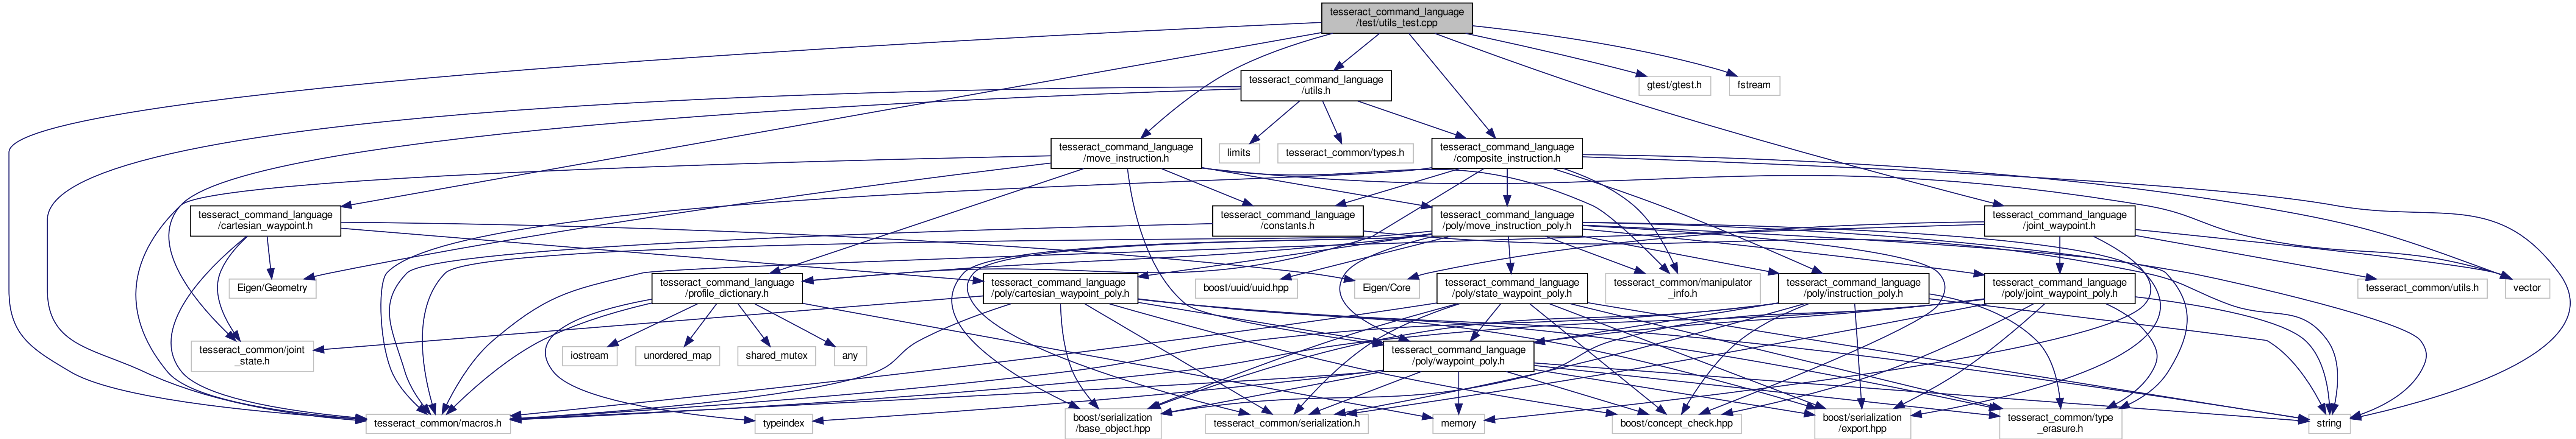 tesseract_command_language
/test/utils_test.cpp
tesseract_command_language
/utils.h
gtest/gtest.h
fstream
tesseract_command_language
/move_instruction.h
limits
tesseract_common/types.h
tesseract_command_language
/composite_instruction.h
tesseract_command_language
/cartesian_waypoint.h
tesseract_command_language
/constants.h
tesseract_command_language
/poly/move_instruction_poly.h
tesseract_command_language
/joint_waypoint.h
Eigen/Geometry
tesseract_command_language
/profile_dictionary.h
tesseract_command_language
/poly/cartesian_waypoint_poly.h
boost/uuid/uuid.hpp
Eigen/Core
tesseract_command_language
/poly/state_waypoint_poly.h
tesseract_common/manipulator
_info.h
tesseract_command_language
/poly/instruction_poly.h
tesseract_command_language
/poly/joint_waypoint_poly.h
tesseract_common/utils.h
vector
tesseract_common/joint
_state.h
iostream
unordered_map
shared_mutex
any
tesseract_command_language
/poly/waypoint_poly.h
tesseract_common/macros.h
typeindex
boost/serialization
/base_object.hpp
tesseract_common/serialization.h
memory
boost/concept_check.hpp
boost/serialization
/export.hpp
tesseract_common/type
_erasure.h
string